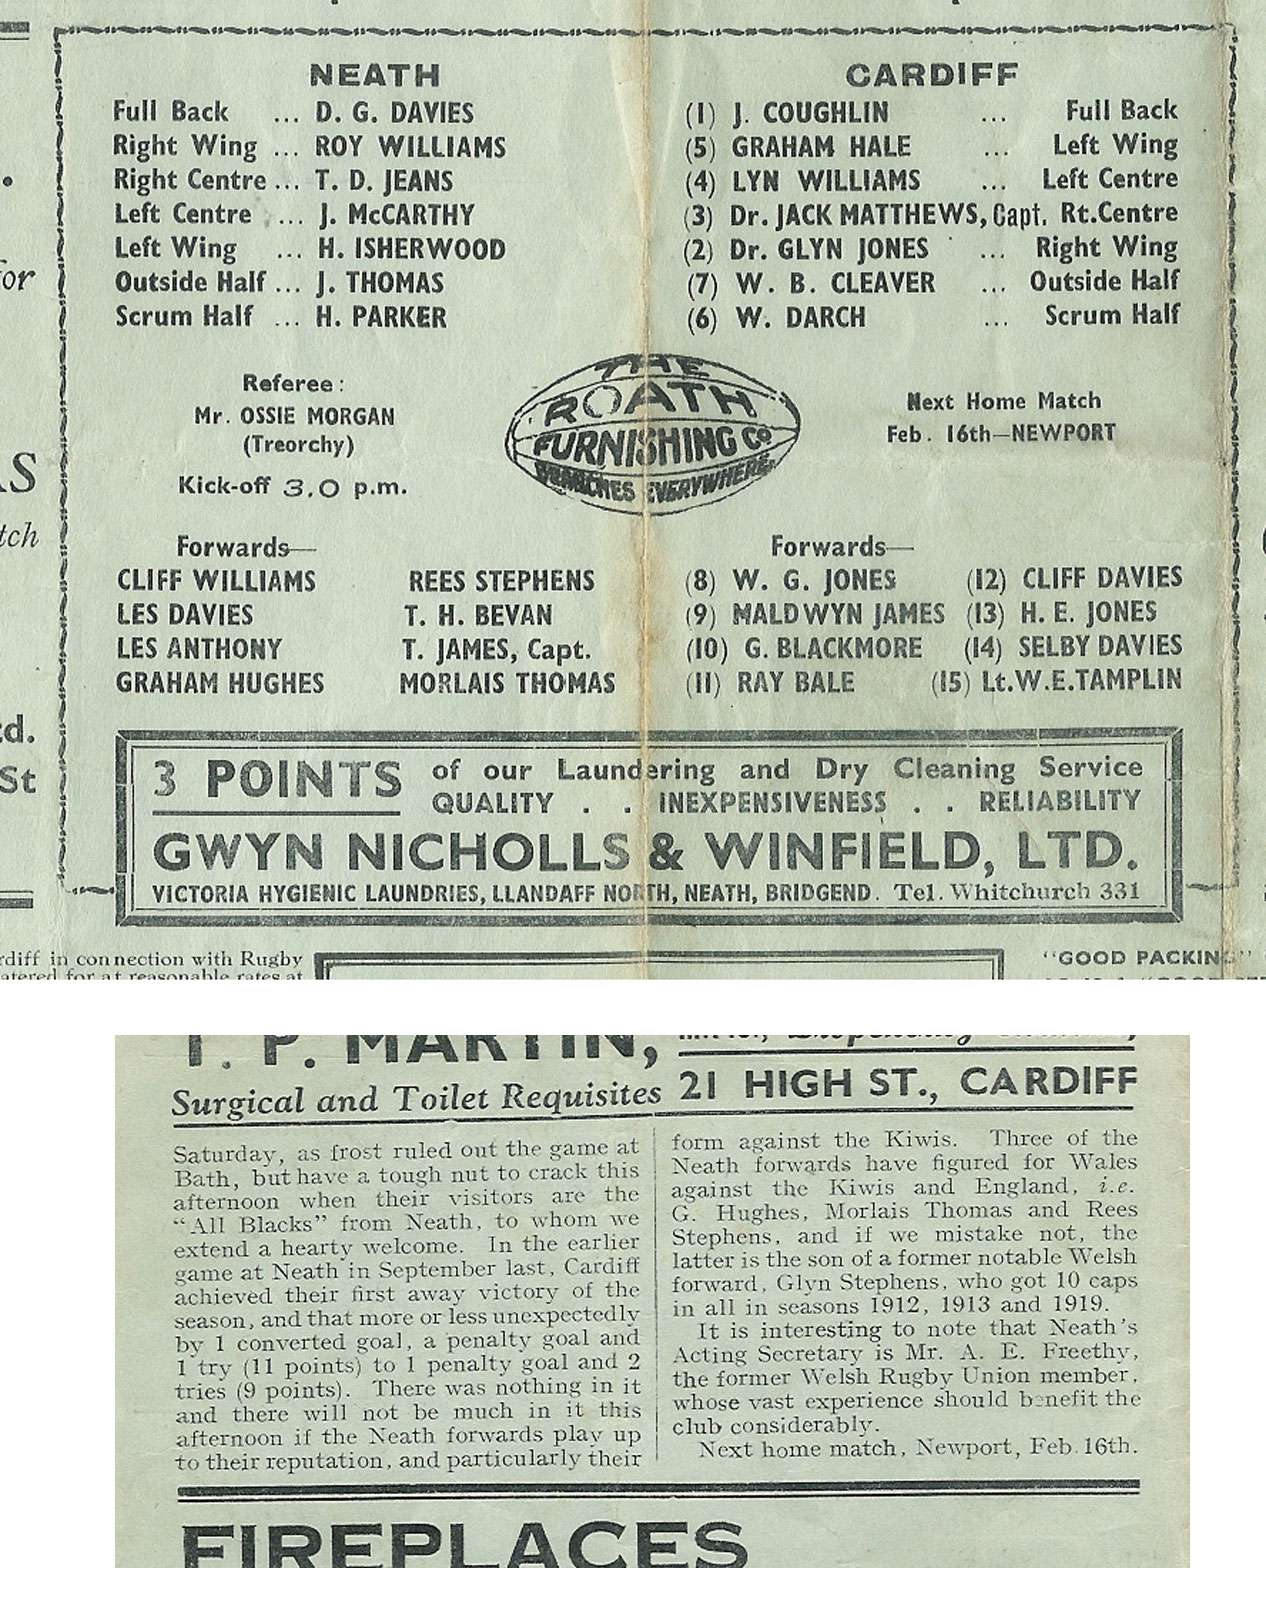 NEATH
Full Back ... D. G. DAVIES
Right Wing ... ROY WILLIAMS
Right Centre ... T. D. JEANS
Left Centre ... J. McCARTHY
Left Wing ... H. ISHERWOOD
Outside Half ... J. THOMAS
Scrum Half ... H. PARKER
CARDIFF
(1) J. COUGHLIN ... Full Back
(5) GRAHAM HALE ... Left Wing
(4) LYN WILLIAMS ... Left Centre
(3) Dr. JACK MATTHEWS, Capt. Rt. Centre
(2) Dr. GLYN JONES ... Right Wing
(7) W. B. CLEAVER ... Outside Half
(6) W. DARCH ... Scrum Half
Referee:
Mr. OSSIE MORGAN
(Treorchy)
Kick-off 3.0 p.m.
THE
ROATH
FURNISHING Co
BRANCHES EVERYWHERE.
Next Home Match
Feb. 16th—NEWPORT
Forwards—
CLIFF WILLIAMS REES STEPHENS
LES DAVIES T. H. BEVAN
LES ANTHONY T. JAMES, Capt.
GRAHAM HUGHES MORLAIS THOMAS
Forwards—
(8) W. G. JONES (12) CLIFF DAVIES
(9) MALDWYN JAMES (13) H. E. JONES
(10) G. BLACKMORE (14) SELBY DAVIES
(11) RAY BALE (15) Lt. W. E. TAMPLIN
for
AS
tch
td.
St
3 POINTS of our Laundering and Dry Cleaning Service
QUALITY . . INEXPENSIVENESS . . RELIABILITY
GWYN NICHOLLS & WINFIELD, LTD.
VICTORIA HYGIENIC LAUNDRIES, LLANDAFF NORTH, NEATH, BRIDGEND. Tel. Whitchurch 331
rdiff in connection with Rugby
atered for at reasonable rates at
"GOOD PACKING"
T. P. MARTIN,
Surgical and Toilet Requisites
21 HIGH ST., CARDIFF
Saturday, as frost ruled out the game at
Bath, but have a tough nut to crack this
afternoon when their visitors are the
"All Blacks" from Neath, to whom we
extend a hearty welcome. In the earlier
game at Neath in September last, Cardiff
achieved their first away victory of the
season, and that more or less unexpectedly
by 1 converted goal, a penalty goal and
1 try (11 points) to 1 penalty goal and 2
tries (9 points). There was nothing in it
and there will not be much in it this
afternoon if the Neath forwards play up
to their reputation, and particularly their
form against the Kiwis. Three of the
Neath forwards have figured for Wales
against the Kiwis and England, i.e.
G. Hughes, Morlais Thomas and Rees
Stephens, and if we mistake not, the
latter is the son of a former notable Welsh
forward, Glyn Stephens, who got 10 caps
in all in seasons 1912, 1913 and 1919.
It is interesting to note that Neath's
Acting Secretary is Mr. A. E. Freethy,
the former Welsh Rugby Union member,
whose vast experience should benefit the
club considerably.
Next home match, Newport, Feb. 16th.
FIREPLACES